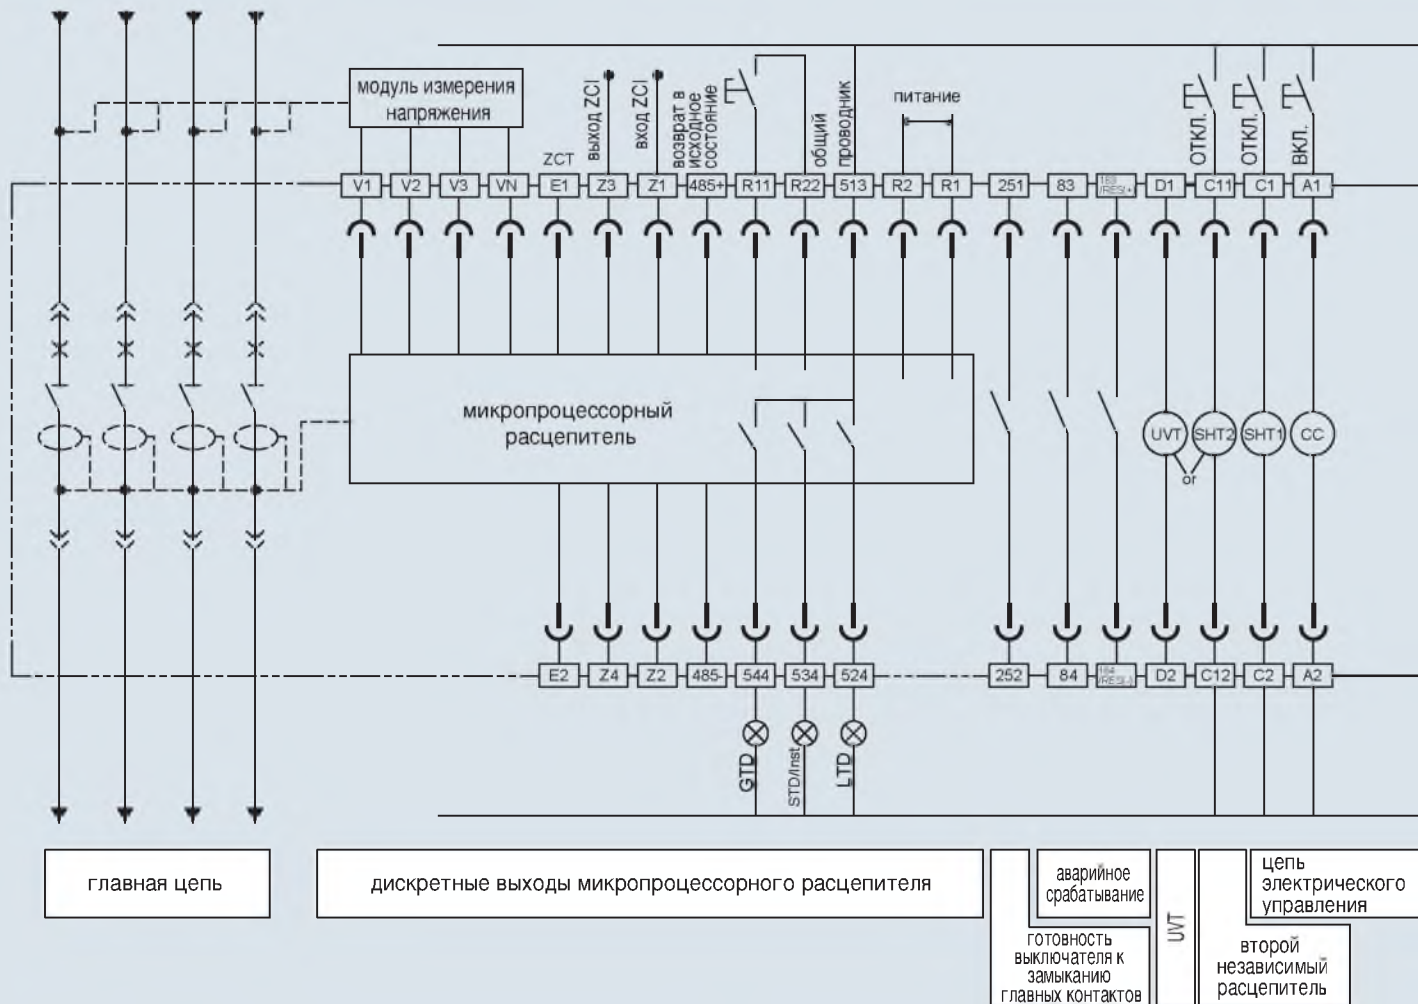 модуль измерения
напряжения
выход ZCI
вход ZCI
возврат в
исходное
состояние
общий
проводник
питание
ОТКЛ.
ОТКЛ.
ВКЛ.
ZCT
V1 V2 V3 VN E1 Z3 Z1 485+ R11 R22 513 R2 R1 251 83 183 D1 C11 C1 A1
/RES(+)
микропроцессорный
расцепитель
UVT SHT2 SHT1 CC
or
E2 Z4 Z2 485- 544 534 524 252 84 184 D2 C12 C2 A2
/RES(-)
GTD
STD/Inst
LTD
главная цепь
дискретные выходы микропроцессорного расцепителя
аварийное
срабатывание
готовность
выключателя к
замыканию
главных контактов
UVT
цепь
электрического
управления
второй
независимый
расцепитель